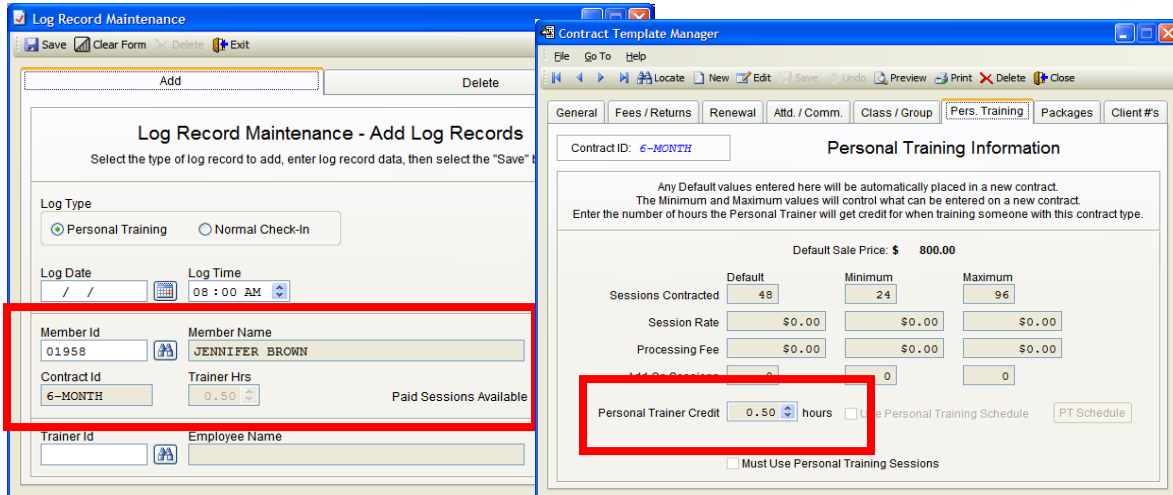 Log Record Maintenance
Save Clear Form Delete Exit
Add Delete
Log Record Maintenance - Add Log Records
Select the type of log record to add, enter log record data, then select the "Save"
Log Type
Personal Training Normal Check-In
Log Date Log Time
/ / 08:00 AM
Member Id Member Name
01958 JENNIFER BROWN
Contract Id Trainer Hrs
6-MONTH 0.50 Paid Sessions Available
Trainer Id Employee Name
Contract Template Manager
File Go To Help
Locate New Edit Save Undo Preview Print Delete Close
General Fees / Returns Renewal Attd. / Comm. Class / Group Pers. Training Packages Client #'s
Contract ID: 6-MONTH Personal Training Information
Any Default values entered here will be automatically placed in a new contract.
The Minimum and Maximum values will control what can be entered on a new contract.
Enter the number of hours the Personal Trainer will get credit for when training someone with this contract type.
Default Sale Price: $ 800.00
Default Minimum Maximum
Sessions Contracted 48 24 96
Session Rate $0.00 $0.00 $0.00
Processing Fee $0.00 $0.00 $0.00
Add-On Sessions 0 0
Personal Trainer Credit 0.50 hours Use Personal Training Schedule PT Schedule
Must Use Personal Training Sessions